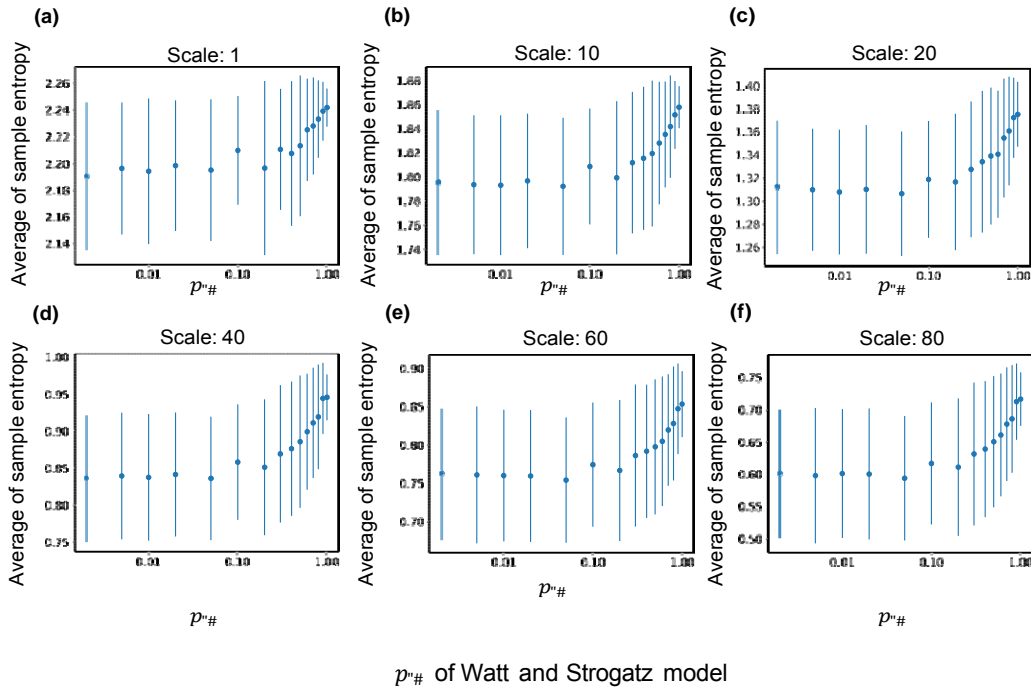 (a)
Scale: 1
Average of sample entropy
2.26
2.24
2.22
2.20
2.18
2.16
2.14
0.01 0.10 1.00
p"#
(b)
Scale: 10
Average of sample entropy
1.88
1.86
1.84
1.82
1.80
1.78
1.76
1.74
0.01 0.10 1.00
p"#
(c)
Scale: 20
Average of sample entropy
1.40
1.38
1.36
1.34
1.32
1.30
1.28
1.26
0.01 0.10 1.00
p"#
(d)
Scale: 40
Average of sample entropy
1.00
0.95
0.90
0.85
0.80
0.75
0.01 0.10 1.00
p"#
(e)
Scale: 60
Average of sample entropy
0.90
0.85
0.80
0.75
0.70
0.01 0.10 1.00
p"#
(f)
Scale: 80
Average of sample entropy
0.75
0.70
0.65
0.60
0.55
0.50
0.01 0.10 1.00
p"#
p"# of Watt and Strogatz model